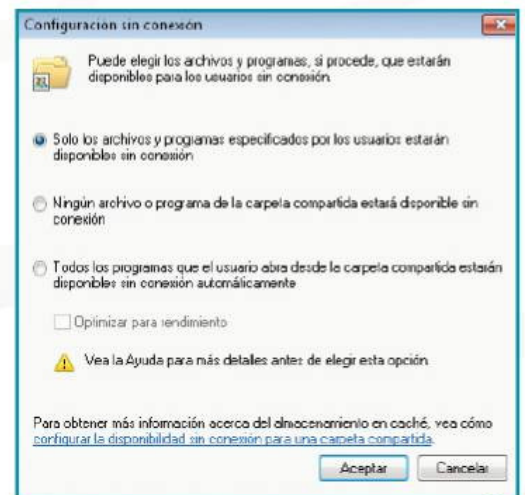 Configuración sin conexión
Puede elegir los archivos y programas, si procede, que estarán
disponibles para los usuarios sin conexión.
Solo los archivos y programas especificados por los usuarios estarán
disponibles sin conexión
Ningún archivo o programa de la carpeta compartida estará disponible sin
conexión
Todos los programas que el usuario abra desde la carpeta compartida estarán
disponibles sin conexión automáticamente
Optimizar para rendimiento
Vea la Ayuda para más detalles antes de elegir esta opción.
Para obtener más información acerca del almacenamiento en caché, vea cómo
configurar la disponibilidad sin conexión para una carpeta compartida.
Aceptar
Cancelar